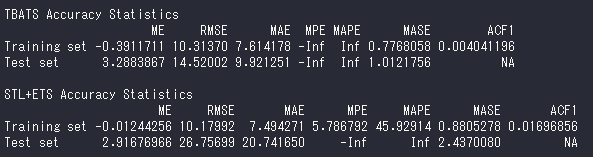 TBATS Accuracy Statistics
ME RMSE MAE MPE MAPE MASE ACF1
Training set -0.3911711 10.31370 7.614178 -Inf Inf 0.7768058 0.004041196
Test set 3.2883867 14.52002 9.921251 -Inf Inf 1.0121756 NA
STL+ETS Accuracy Statistics
ME RMSE MAE MPE MAPE MASE ACF1
Training set -0.01244256 10.17992 7.494271 5.786792 45.92914 0.8805278 0.01696856
Test set 2.91676966 26.75699 20.741650 -Inf Inf 2.4370080 NA